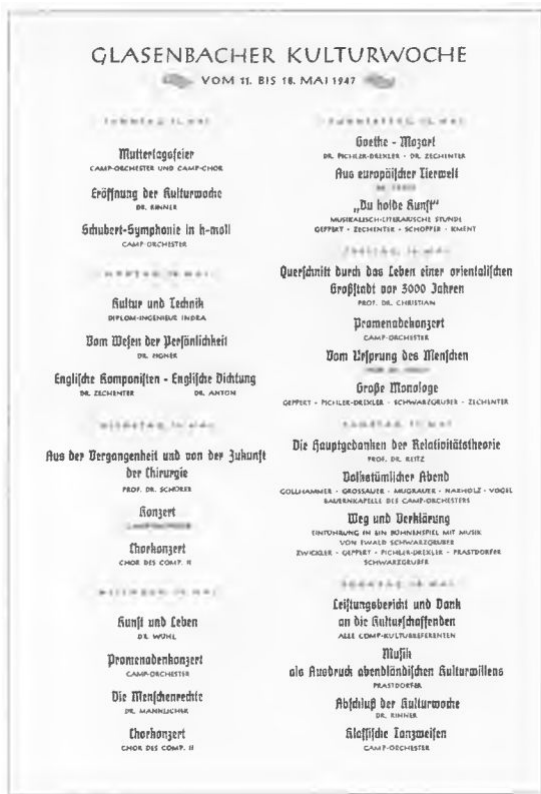 GLASENBACHER KULTURWOCHE
VOM 11. BIS 18. MAI 1947
Muttertagsfeier
CAMP-ORCHESTER UND CAMP-CHOR
Eröffnung der Kulturwoche
DR. RINNER
Schubert-Symphonie in h-moll
CAMP-ORCHESTER
Kultur und Technik
DIPLOM-INGENIEUR INDRA
Vom Wesen der Persönlichkeit
Englische Komponisten - Englische Dichtung
DR. ZECHENTER DR. ANTON
Aus der Vergangenheit und von der Zukunft
der Chirurgie
PROF. DR. SCHÜRER
Konzert
Chorkonzert
CHOR DES COMP. II
Kunst und Leben
DR. WÜHL
Promenadenkonzert
CAMP-ORCHESTER
Die Menschenrechte
DR. MANNLICHER
Chorkonzert
CHOR DES COMP. II
Goethe - Mozart
DR. PICHLER-DREXLER · DR. ZECHENTER
Aus europäischer Tierwelt
„Du holde Kunst“
MUSIKALISCH-LITERARISCHE STUNDE
GEPPERT · ZECHENTER · SCHOPFER · KMENT
Querschnitt durch das Leben einer orientalischen
Großstadt vor 3000 Jahren
PROF. DR. CHRISTIAN
Promenadekonzert
CAMP-ORCHESTER
Vom Ursprung des Menschen
Große Monologe
GEPPERT · PICHLER-DREXLER · SCHWARZGRUBER · ZECHENTER
Die Hauptgedanken der Relativitätstheorie
PROF. DR. REITZ
Volkstümlicher Abend
GOLLHAMMER · GROSSAUER · MUGRAUER · NARHOLZ · VOGEL
BAUERNKAPELLE DES CAMP-ORCHESTERS
Weg und Verklärung
EINFÜHRUNG IN EIN BÜHNENSPIEL MIT MUSIK
VON EWALD SCHWARZGRUBER
ZWICKLER · GEPPERT · PICHLER-DREXLER · PRASTDORFER
SCHWARZGRUBER
Leistungsbericht und Dank
an die Kulturschaffenden
ALLE COMP-KULTURREFERENTEN
Musik
als Ausdruck abendländischen Kulturwillens
PRASTDORFER
Abschluß der Kulturwoche
DR. RINNER
Klassische Tanzweisen
CAMP-ORCHESTER